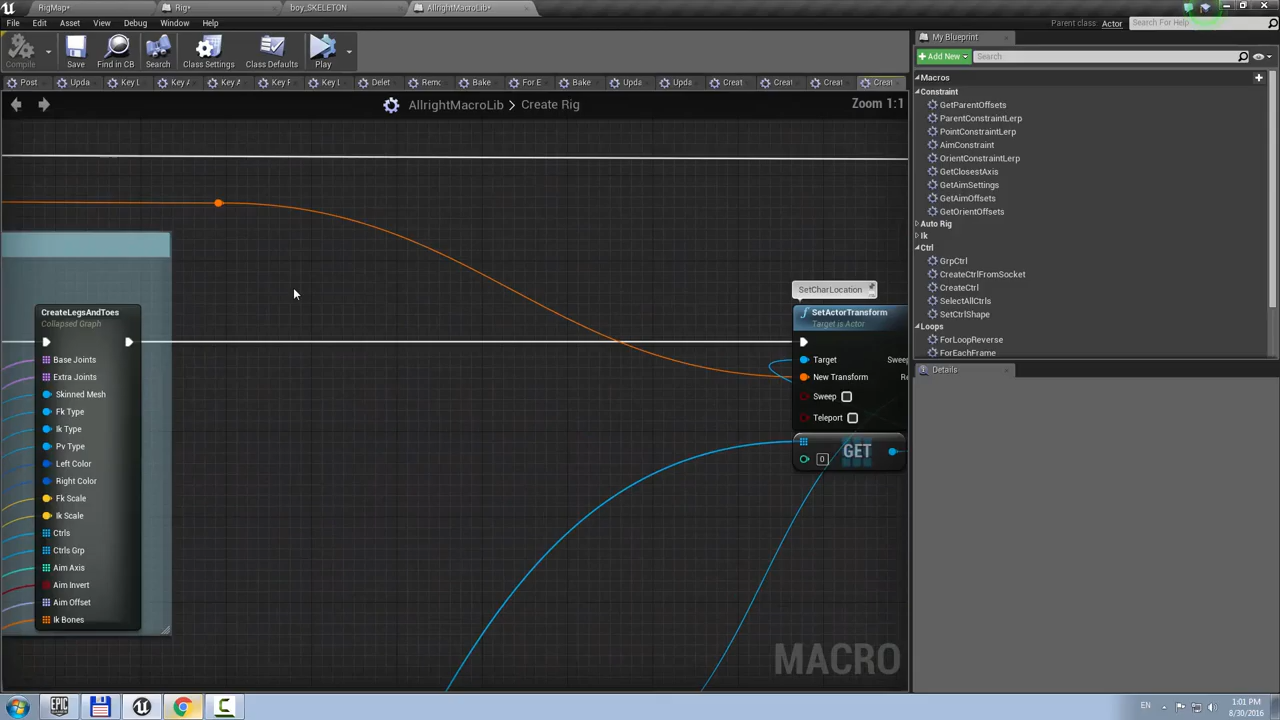 RigMap*
Rig*
boy_SKELETON
AllrightMacroLib*
File
Edit
Asset
View
Debug
Window
Help
Parent class:
Actor
Search For Help
Compile
Save
Find in CB
Search
Class Settings
Class Defaults
Play
My Blueprint
Add New
Search
Post
Upda
Key L
Key A
Key A
Key F
Key L
Delet
Remo
Bake
For E
Bake
Upda
Upda
Creat
Creat
Creat
Creat
AllrightMacroLib > Create Rig
Zoom 1:1
Macros
Constraint
GetParentOffsets
ParentConstraintLerp
PointConstraintLerp
AimConstraint
OrientConstraintLerp
GetClosestAxis
GetAimSettings
GetAimOffsets
GetOrientOffsets
Auto Rig
Ik
Ctrl
GrpCtrl
CreateCtrlFromSocket
CreateCtrl
SelectAllCtrls
SetCtrlShape
Loops
ForLoopReverse
ForEachFrame
Details
CreateLegsAndToes
Collapsed Graph
Base Joints
Extra Joints
Skinned Mesh
Fk Type
Ik Type
Pv Type
Left Color
Right Color
Fk Scale
Ik Scale
Ctrls
Ctrls Grp
Aim Axis
Aim Invert
Aim Offset
Ik Bones
SetCharLocation
SetActorTransform
Target is Actor
Target
Sweep
New Transform
Re
Sweep
Teleport
0
GET
MACRO
EN
1:01 PM
8/30/2016